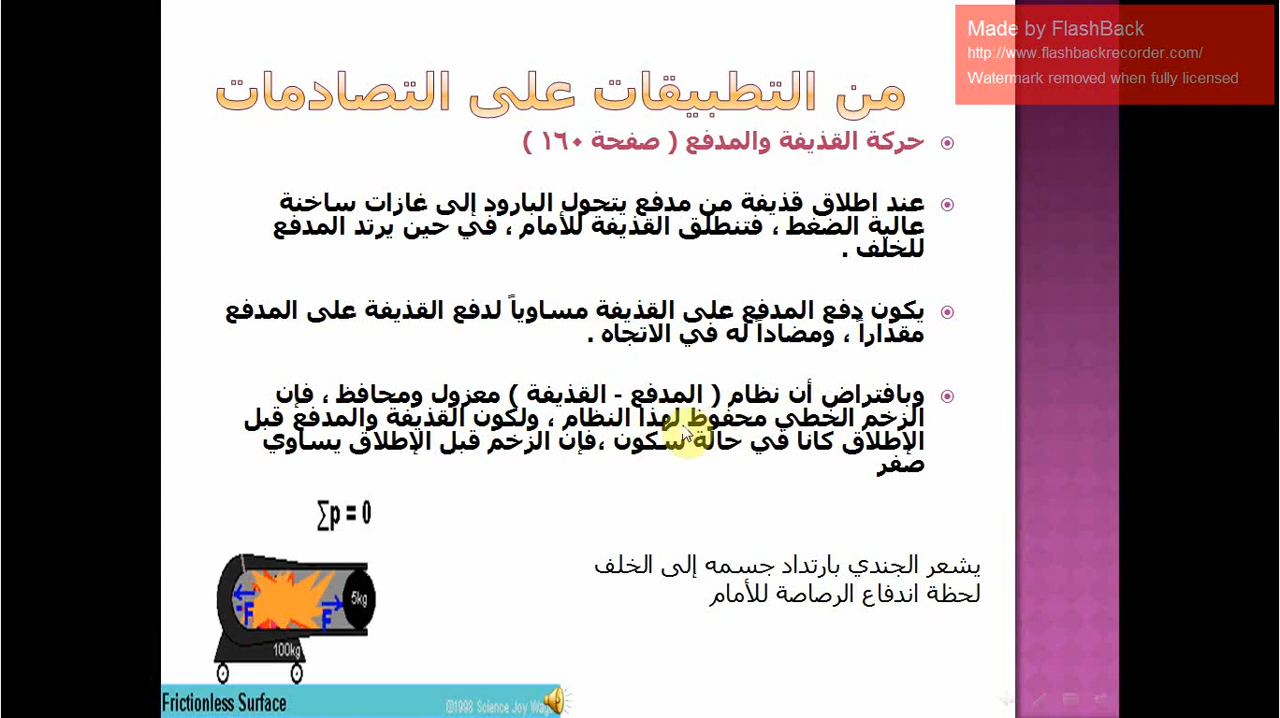 Made by FlashBack
http://www.flashbackrecorder.com/
Watermark removed when fully licensed
من التطبيقات على التصادمات
حركة القذيفة والمدفع ( صفحة ١٦٠ )
عند اطلاق قذيفة من مدفع يتحول البارود إلى غازات ساخنة
عالية الضغط ، فتنطلق القذيفة للأمام ، في حين يرتد المدفع
للخلف .
يكون دفع المدفع على القذيفة مساوياً لدفع القذيفة على المدفع
مقداراً ، ومضاداً له في الاتجاه .
وبافتراض أن نظام ( المدفع - القذيفة ) معزول ومحافظ ، فإن
الزخم الخطي محفوظ لهذا النظام ، ولكون القذيفة والمدفع قبل
الإطلاق كانا في حالة سكون ،فإن الزخم قبل الإطلاق يساوي
صفر
∑p = 0
يشعر الجندي بارتداد جسمه إلى الخلف
لحظة اندفاع الرصاصة للأمام
5kg
-F
F
100kg
Frictionless Surface
©1998 Science Joy